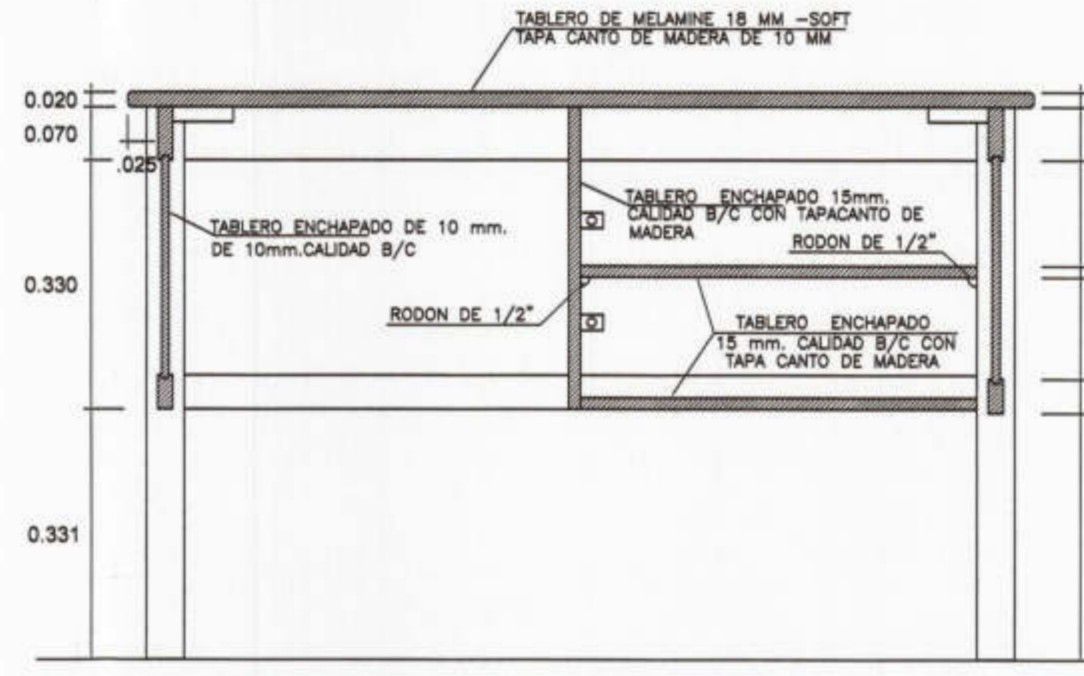 TABLERO DE MELAMINE 18 MM -SOFT
TAPA CANTO DE MADERA DE 10 MM
0.020
0.070
.025
TABLERO ENCHAPADO 15mm.
CALIDAD B/C CON TAPACANTO DE
MADERA
TABLERO ENCHAPADO DE 10 mm.
DE 10mm.CALIDAD B/C
RODON DE 1/2"
0.330
RODON DE 1/2"
TABLERO ENCHAPADO
15 mm. CALIDAD B/C CON
TAPA CANTO DE MADERA
0.331